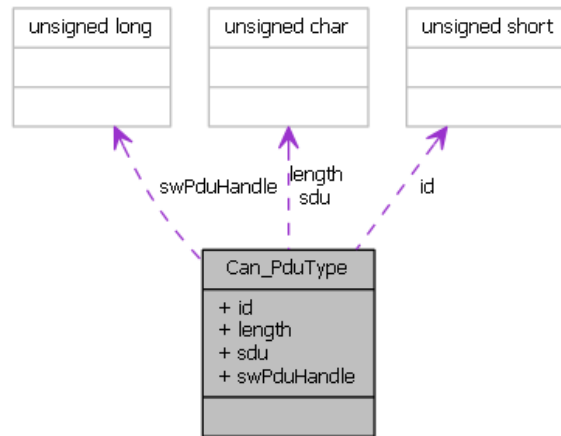 unsigned long
unsigned char
unsigned short
swPduHandle
length
sdu
id
Can_PduType
+ id
+ length
+ sdu
+ swPduHandle